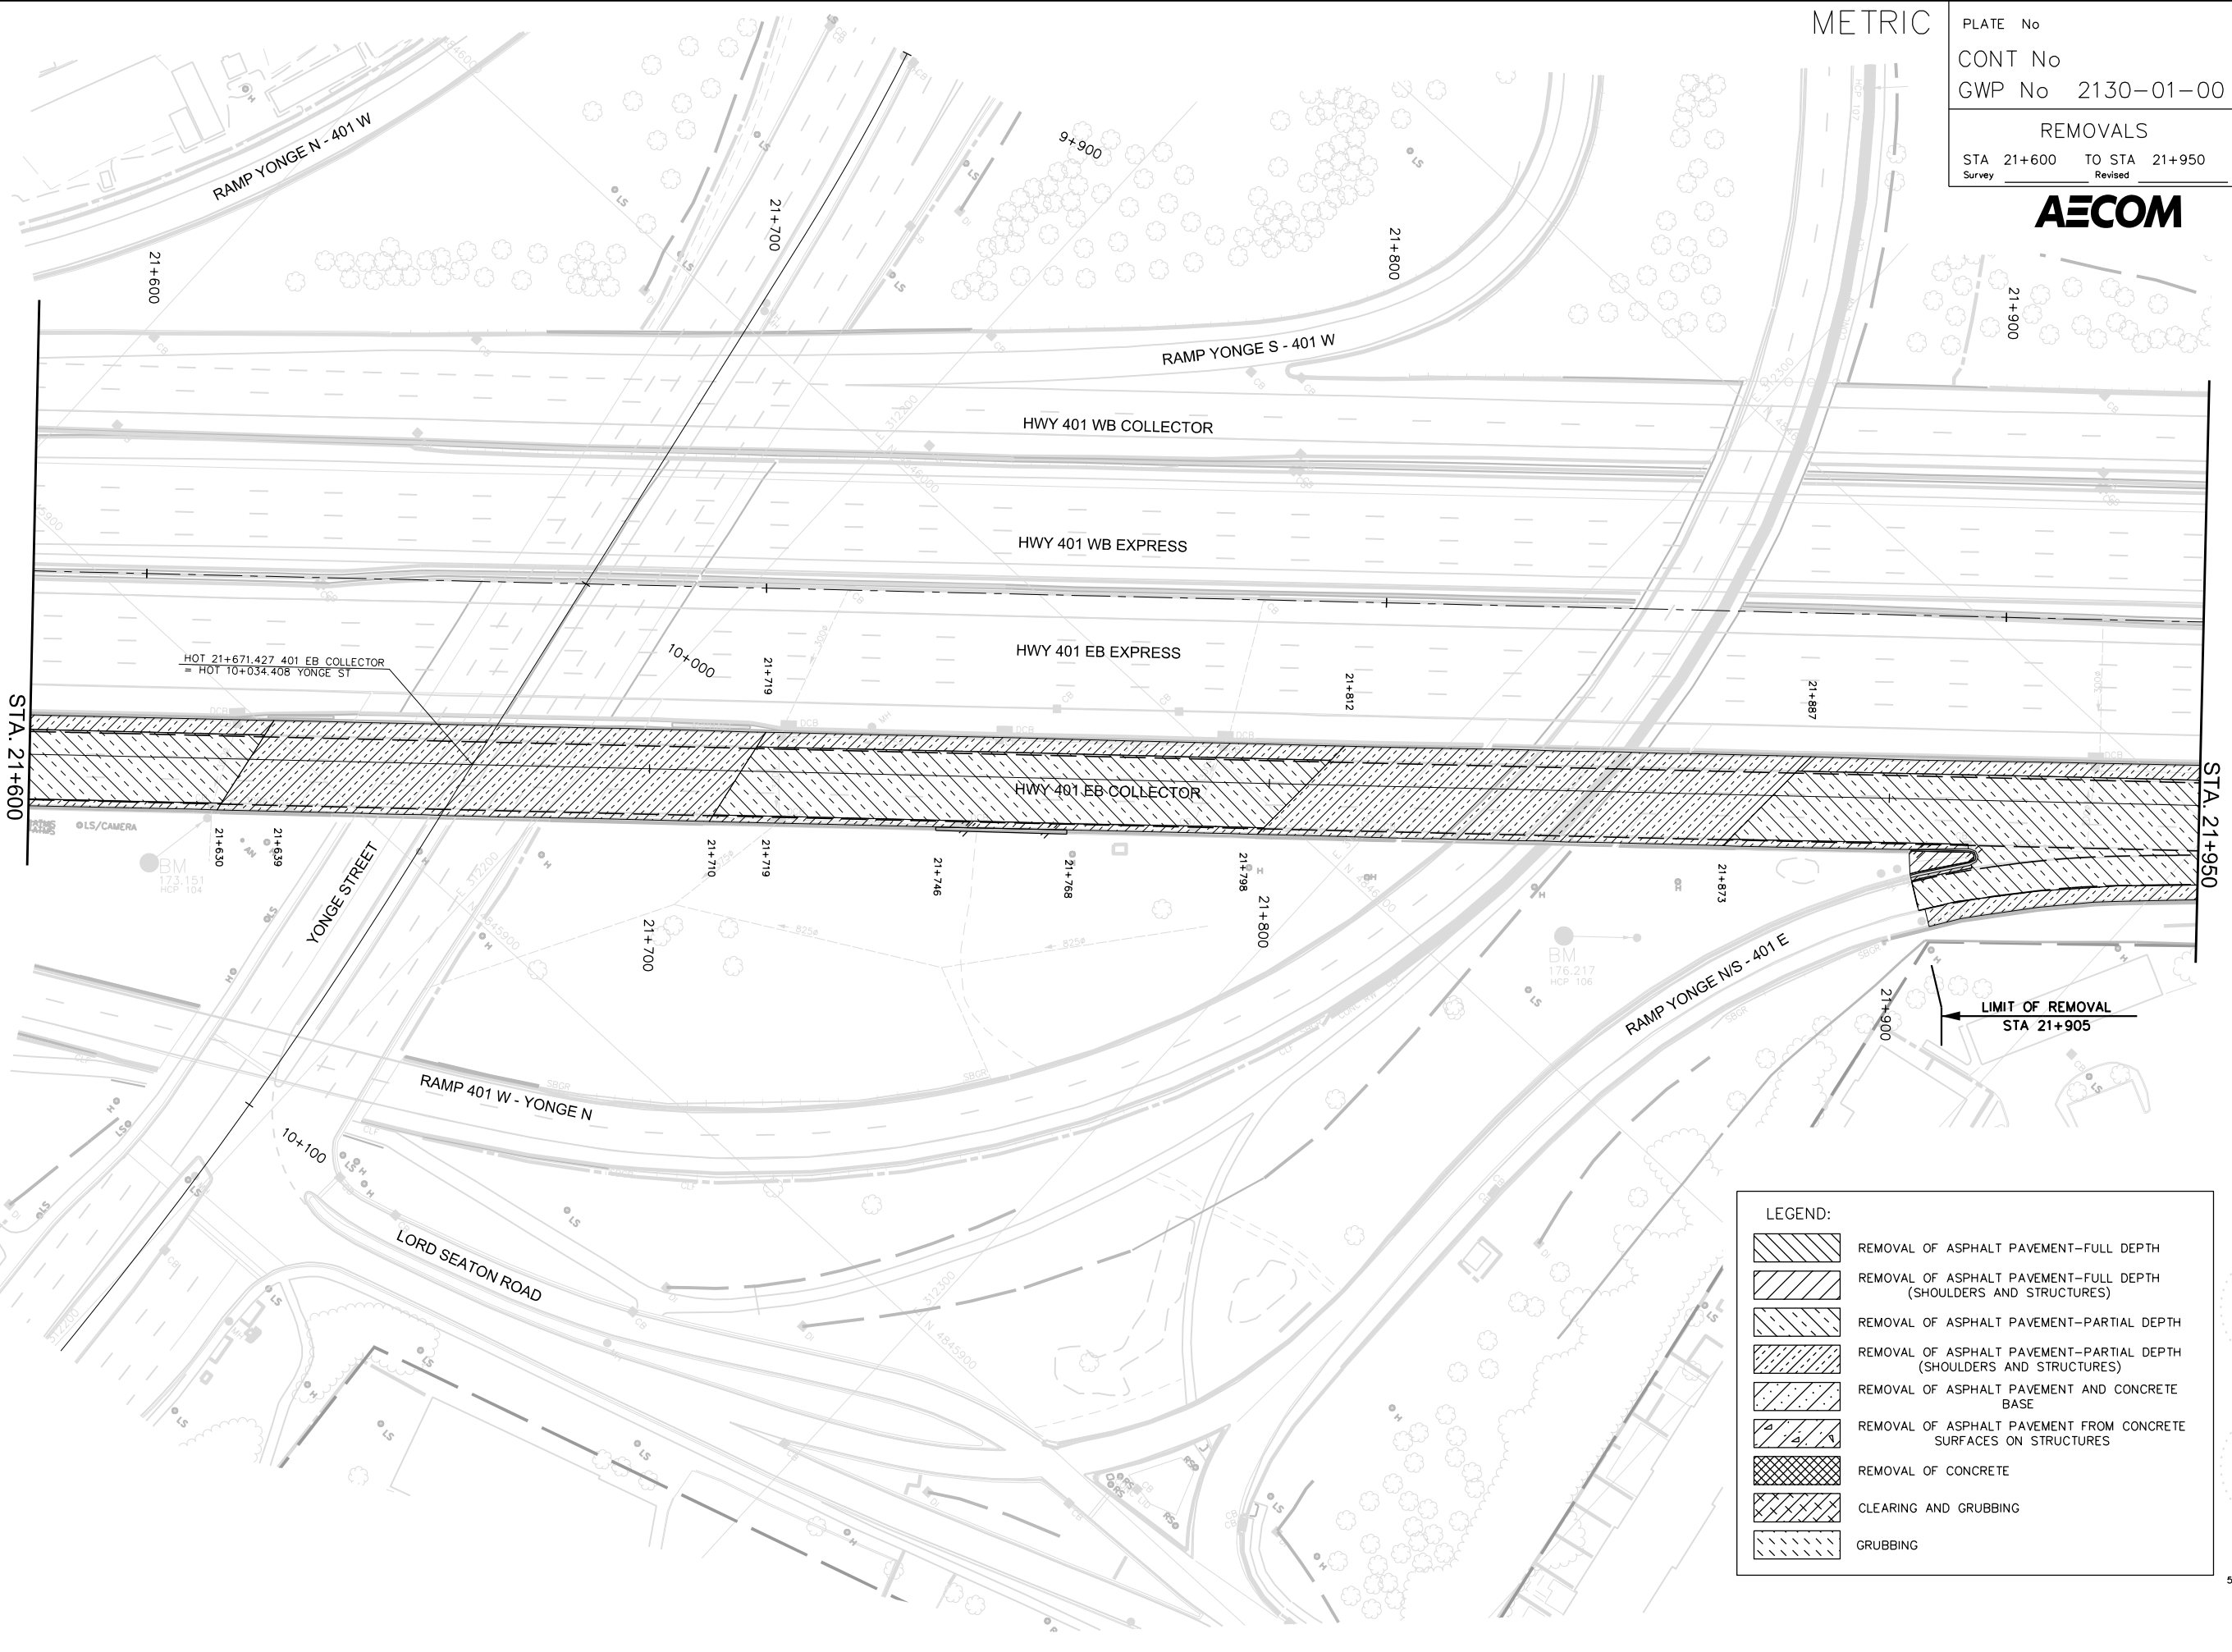 METRIC
PLATE No
CONT No
GWP No 2130-01-00
REMOVALS
STA 21+600 TO STA 21+950
Survey Revised
AECOM
RAMP YONGE N - 401 W
9+900
21+600
21+700
21+800
21+900
RAMP YONGE S - 401 W
HWY 401 WB COLLECTOR
HWY 401 WB EXPRESS
HWY 401 EB EXPRESS
10+000
HOT 21+671.427 401 EB COLLECTOR
= HOT 10+034.408 YONGE ST
21+719
21+812
21+887
STA. 21+600
STA. 21+950
HWY 401 EB COLLECTOR
LS/CAMERA
BM
173.151
HCP 104
21+630
21+639
21+710
21+719
21+746
21+768
21+798
21+873
YONGE STREET
21+700
21+800
21+900
825ø
825ø
BM
176.217
HCP 106
RAMP YONGE N/S - 401 E
LIMIT OF REMOVAL
STA 21+905
RAMP 401 W - YONGE N
10+100
LORD SEATON ROAD
N 4845900
E 312300
LEGEND:
REMOVAL OF ASPHALT PAVEMENT-FULL DEPTH
REMOVAL OF ASPHALT PAVEMENT-FULL DEPTH
(SHOULDERS AND STRUCTURES)
REMOVAL OF ASPHALT PAVEMENT-PARTIAL DEPTH
REMOVAL OF ASPHALT PAVEMENT-PARTIAL DEPTH
(SHOULDERS AND STRUCTURES)
REMOVAL OF ASPHALT PAVEMENT AND CONCRETE
BASE
REMOVAL OF ASPHALT PAVEMENT FROM CONCRETE
SURFACES ON STRUCTURES
REMOVAL OF CONCRETE
CLEARING AND GRUBBING
GRUBBING